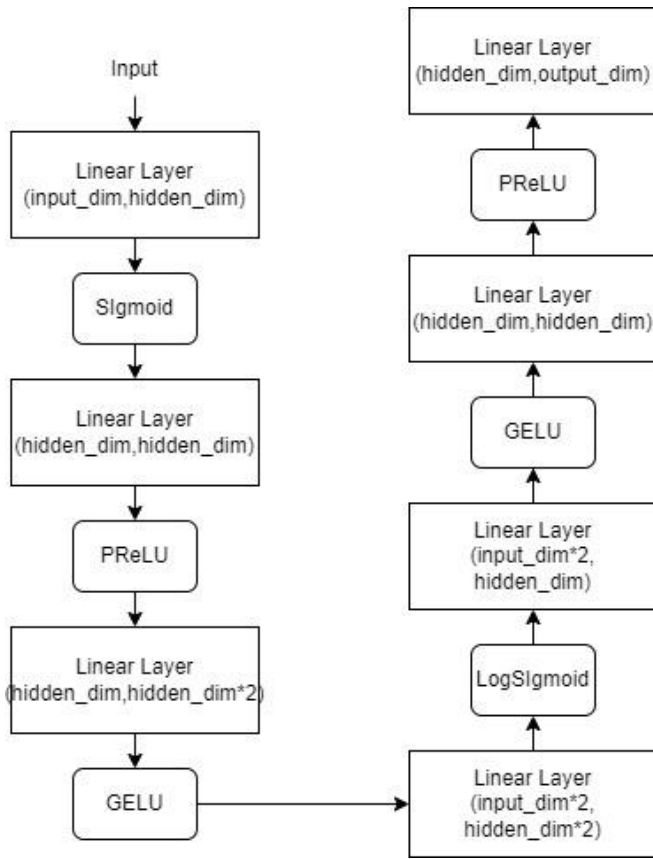 Input
Linear Layer
(input_dim,hidden_dim)
SIgmoid
Linear Layer
(hidden_dim,hidden_dim)
PReLU
Linear Layer
(hidden_dim,hidden_dim*2)
GELU
Linear Layer
(input_dim*2,
hidden_dim*2)
LogSIgmoid
Linear Layer
(input_dim*2,
hidden_dim)
GELU
Linear Layer
(hidden_dim,hidden_dim)
PReLU
Linear Layer
(hidden_dim,output_dim)